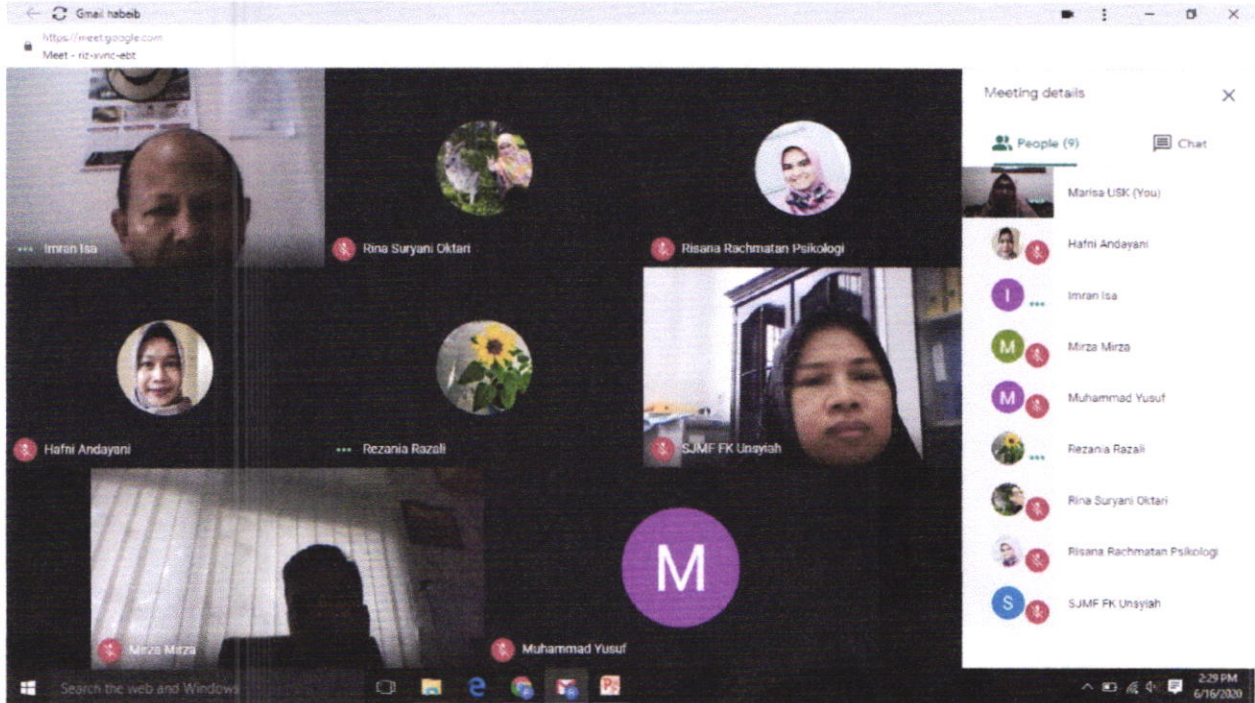 Gmail habeib
https://meet.google.com
Meet - riz-xvnc-ebt
Imran Isa
Rina Suryani Oktari
Risana Rachmatan Psikologi
Hafni Andayani
Rezania Razali
SJMF FK Unsyiah
Mirza Mirza
M
Muhammad Yusuf
Meeting details
People (9)
Chat
Marisa USK (You)
Hafni Andayani
I
Imran Isa
M
Mirza Mirza
M
Muhammad Yusuf
Rezania Razali
Rina Suryani Oktari
Risana Rachmatan Psikologi
S
SJMF FK Unsyiah
Search the web and Windows
2:29 PM
6/16/2020